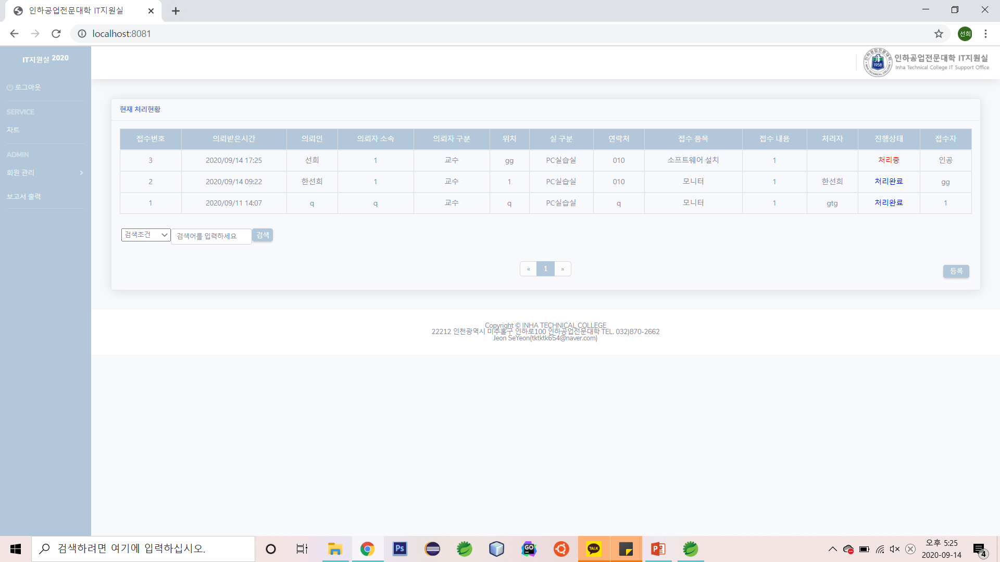 인하공업전문대학 IT지원실
localhost:8081
선희
IT지원실 2020
인하공업전문대학 IT지원실
Inha Technical College IT Support Office
1958
로그아웃
SERVICE
차트
ADMIN
회원 관리
보고서 출력
현재 처리현황
접수번호 의뢰받은시간 의뢰인 의뢰자 소속 의뢰자 구분 위치 실 구분 연락처 접수 품목 접수 내용 처리자 진행상태 접수자
3 2020/09/14 17:25 선희 1 교수 gg PC실습실 010 소프트웨어 설치 1 처리중 인공
2 2020/09/14 09:22 한선희 1 교수 1 PC실습실 010 모니터 1 한선희 처리완료 gg
1 2020/09/11 14:07 q q 교수 q PC실습실 q 모니터 1 gtg 처리완료 1
검색조건 검색어를 입력하세요 검색
« 1 »
등록
Copyright © INHA TECHNICAL COLLEGE
22212 인천광역시 미추홀구 인하로100 인하공업전문대학 TEL. 032)870-2662
Jeon SeYeon(tktktk654@naver.com)
검색하려면 여기에 입력하십시오.
Ps
GO
TALK
P
오후 5:25
2020-09-14
4